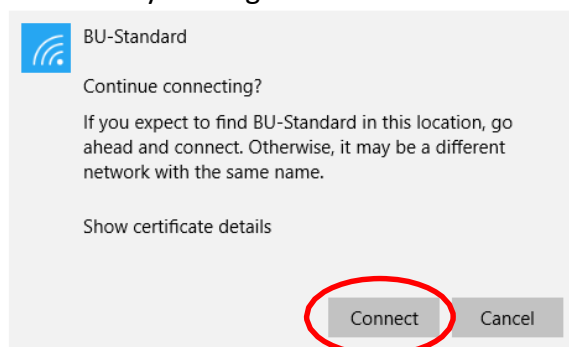 BU-Standard
Continue connecting?
If you expect to find BU-Standard in this location, go
ahead and connect. Otherwise, it may be a different
network with the same name.
Show certificate details
Connect Cancel